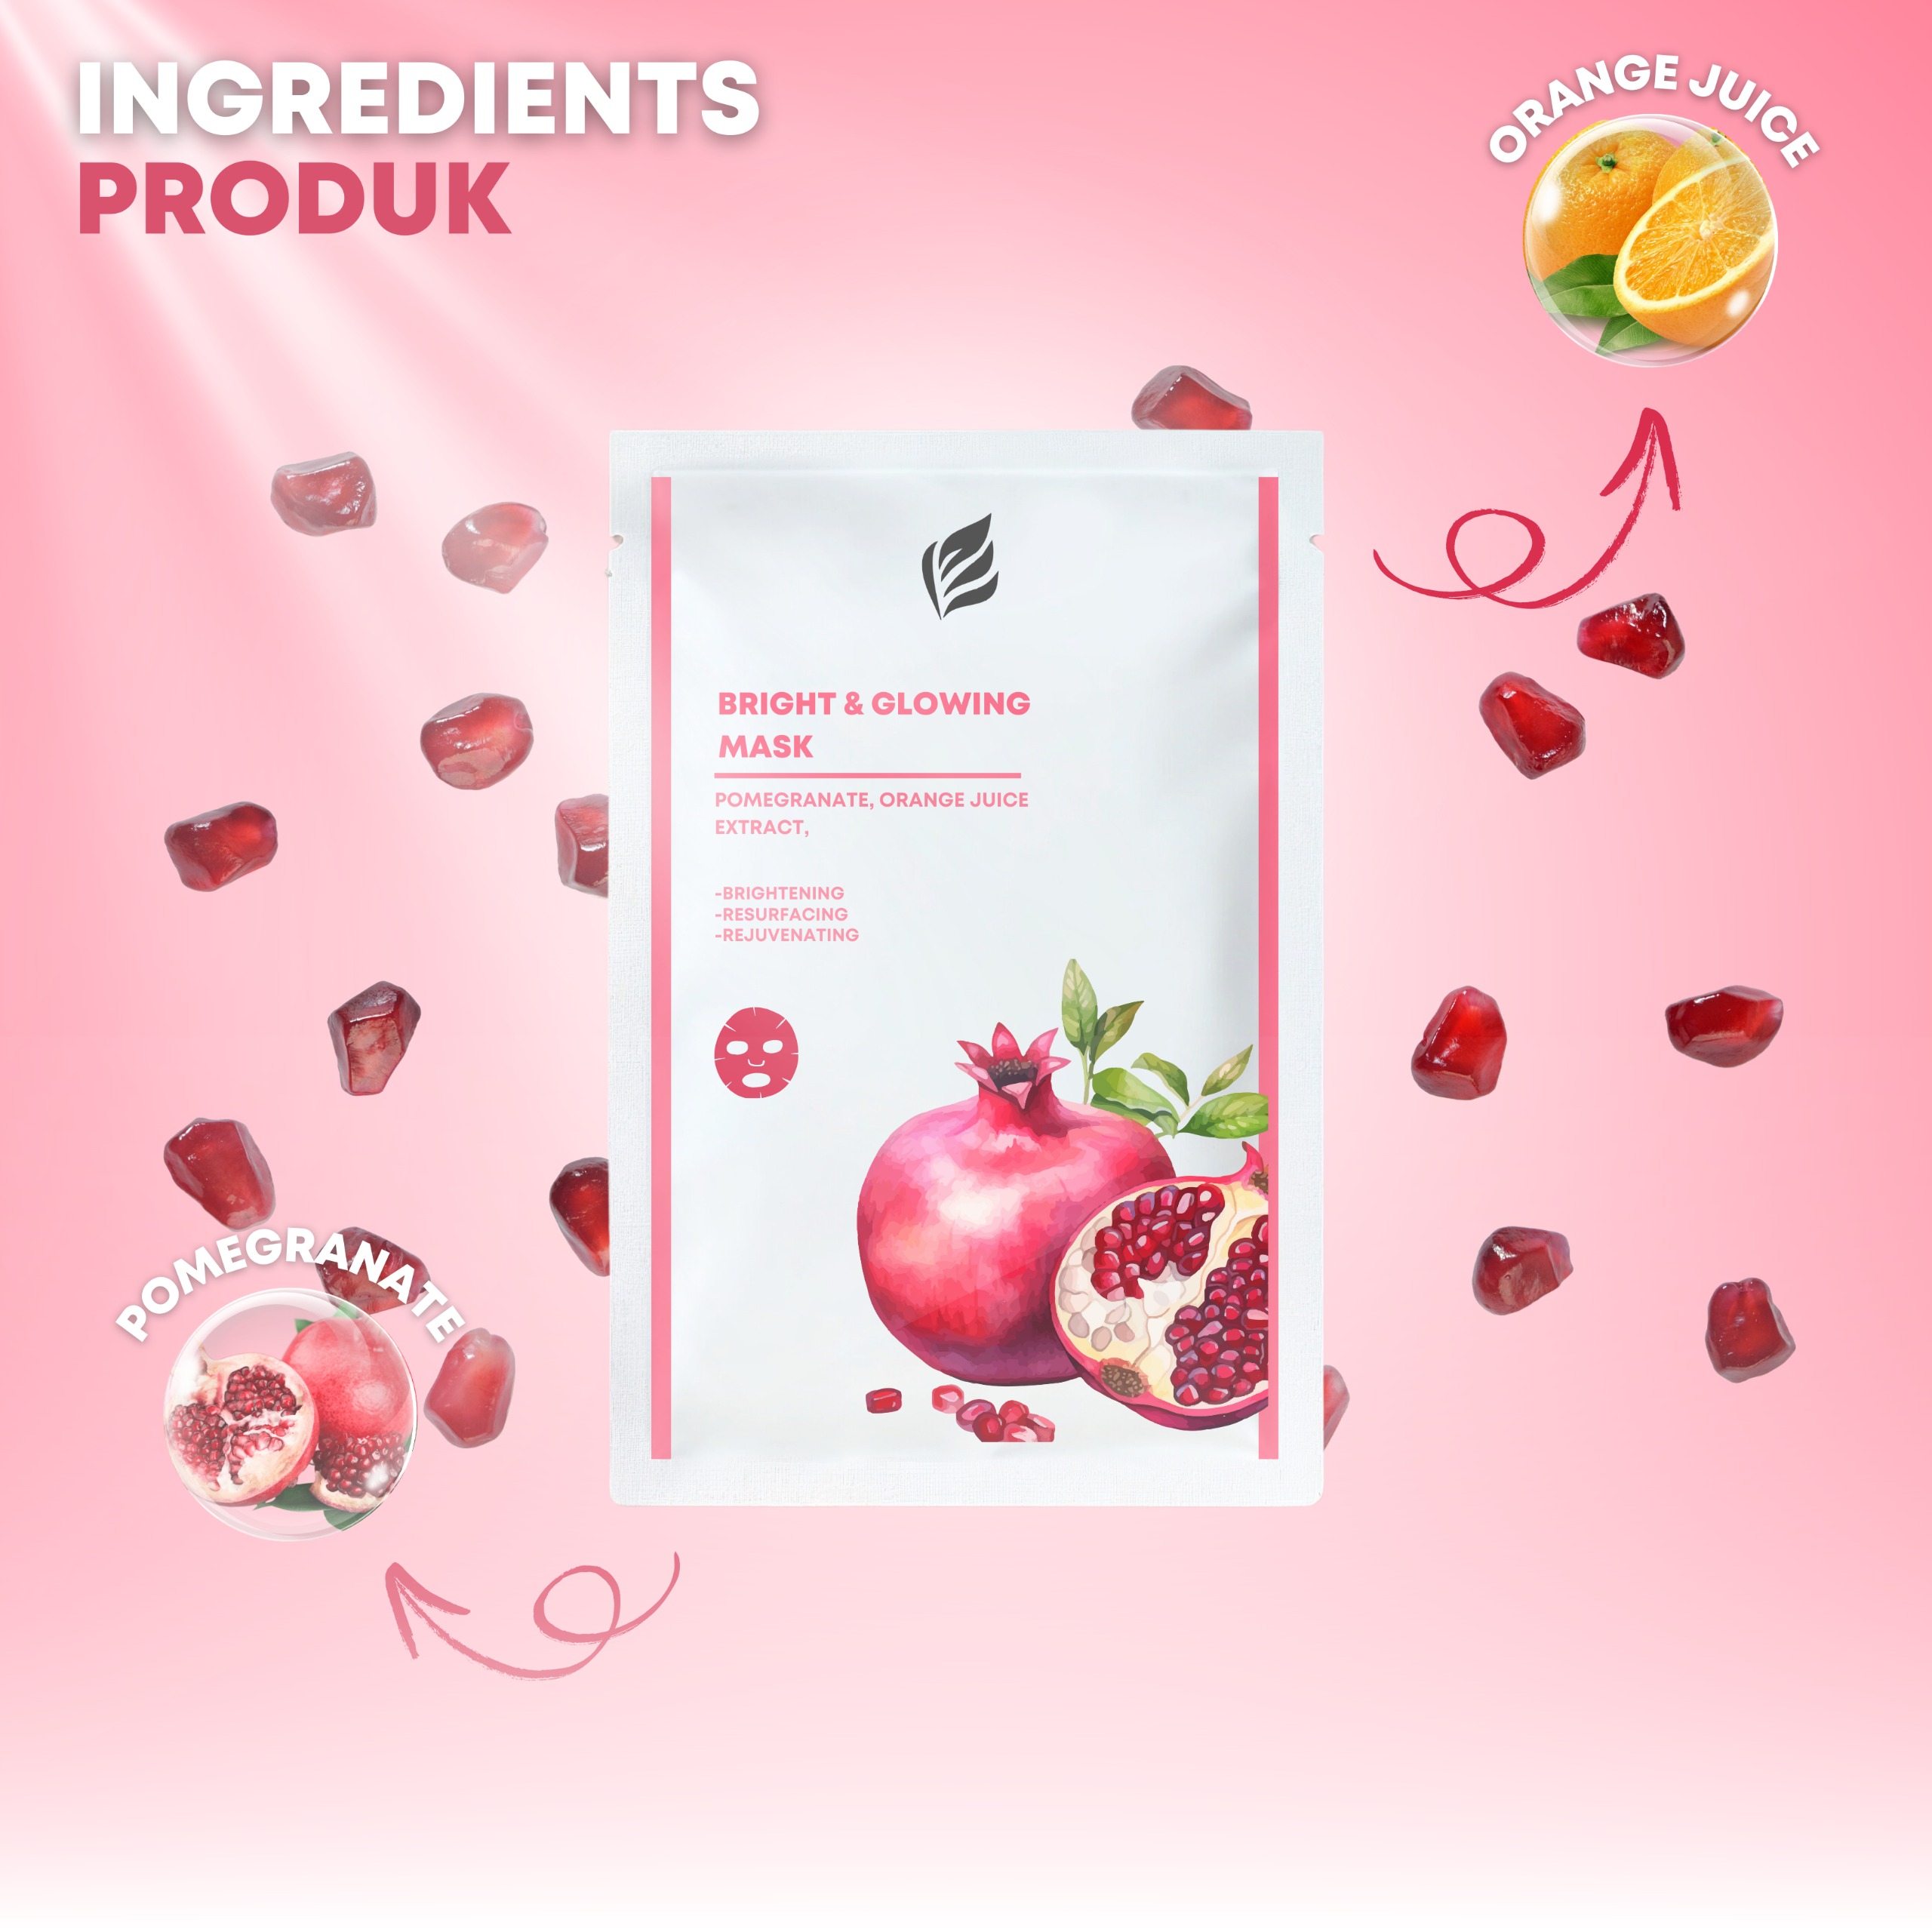 INGREDIENTS
PRODUK
ORANGE JUICE
BRIGHT & GLOWING
MASK
POMEGRANATE, ORANGE JUICE
EXTRACT,
-BRIGHTENING
-RESURFACING
-REJUVENATING
POMEGRANATE